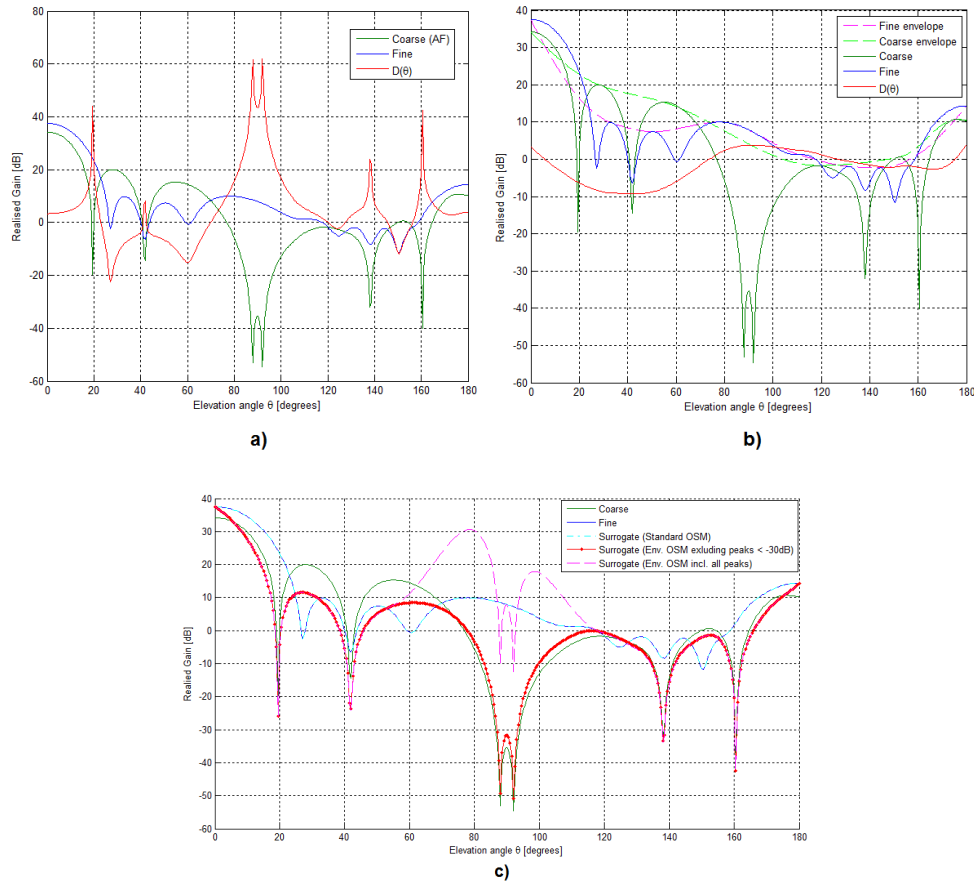 80
60
40
20
0
-20
-40
-60
Realised Gain [dB]
Coarse (AF)
Fine
D(θ)
0 20 40 60 80 100 120 140 160 180
Elevation angle θ [degrees]
a)
40
30
20
10
0
-10
-20
-30
-40
-50
-60
Realised Gain [dB]
Fine envelope
Coarse envelope
Coarse
Fine
D(θ)
0 20 40 60 80 100 120 140 160 180
Elevation angle θ [degrees]
b)
40
30
20
10
0
-10
-20
-30
-40
-50
-60
Realied Gain [dB]
Coarse
Fine
Surrogate (Standard OSM)
Surrogate (Env. OSM exluding peaks < -30dB)
Surrogate (Env. OSM incl. all peaks)
0 20 40 60 80 100 120 140 160 180
Elevation angle θ [degrees]
c)